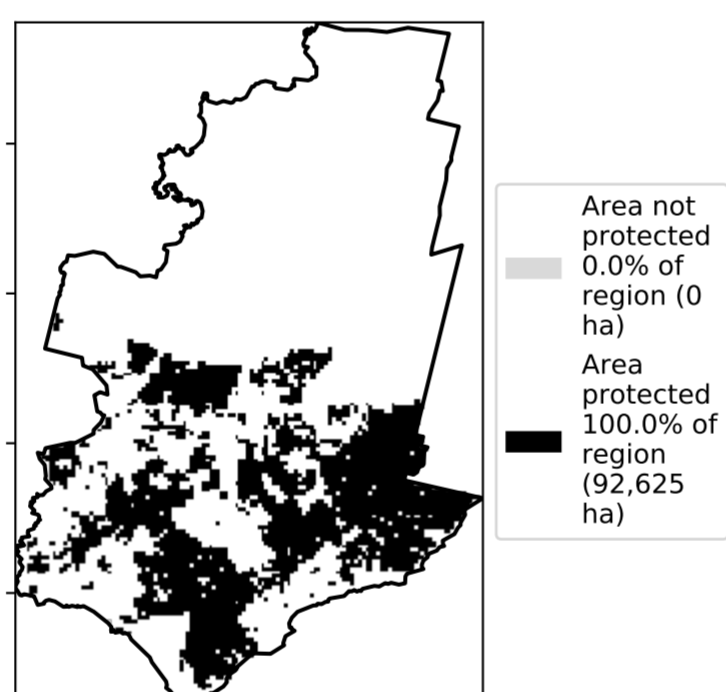 Area not
protected
0.0% of
region (0
ha)
Area
protected
100.0% of
region
(92,625
ha)